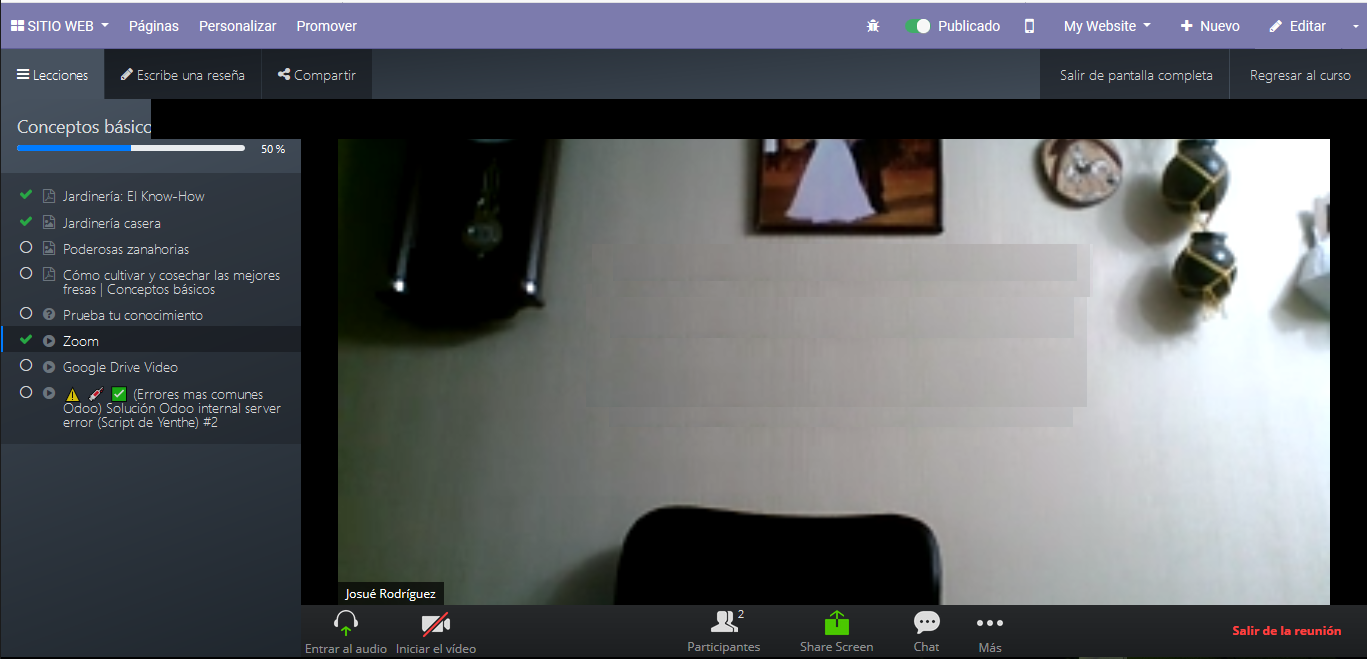 SITIO WEB Páginas Personalizar Promover Publicado My Website Nuevo Editar
Lecciones Escribe una reseña Compartir Salir de pantalla completa Regresar al curso
Conceptos básico
50 %
Jardinería: El Know-How
Jardinería casera
Poderosas zanahorias
Cómo cultivar y cosechar las mejores
fresas | Conceptos básicos
Prueba tu conocimiento
Zoom
Google Drive Video
(Errores mas comunes
Odoo) Solución Odoo internal server
error (Script de Yenthe) #2
Josué Rodríguez
2
Entrar al audio Iniciar el vídeo Participantes Share Screen Chat Más Salir de la reunión